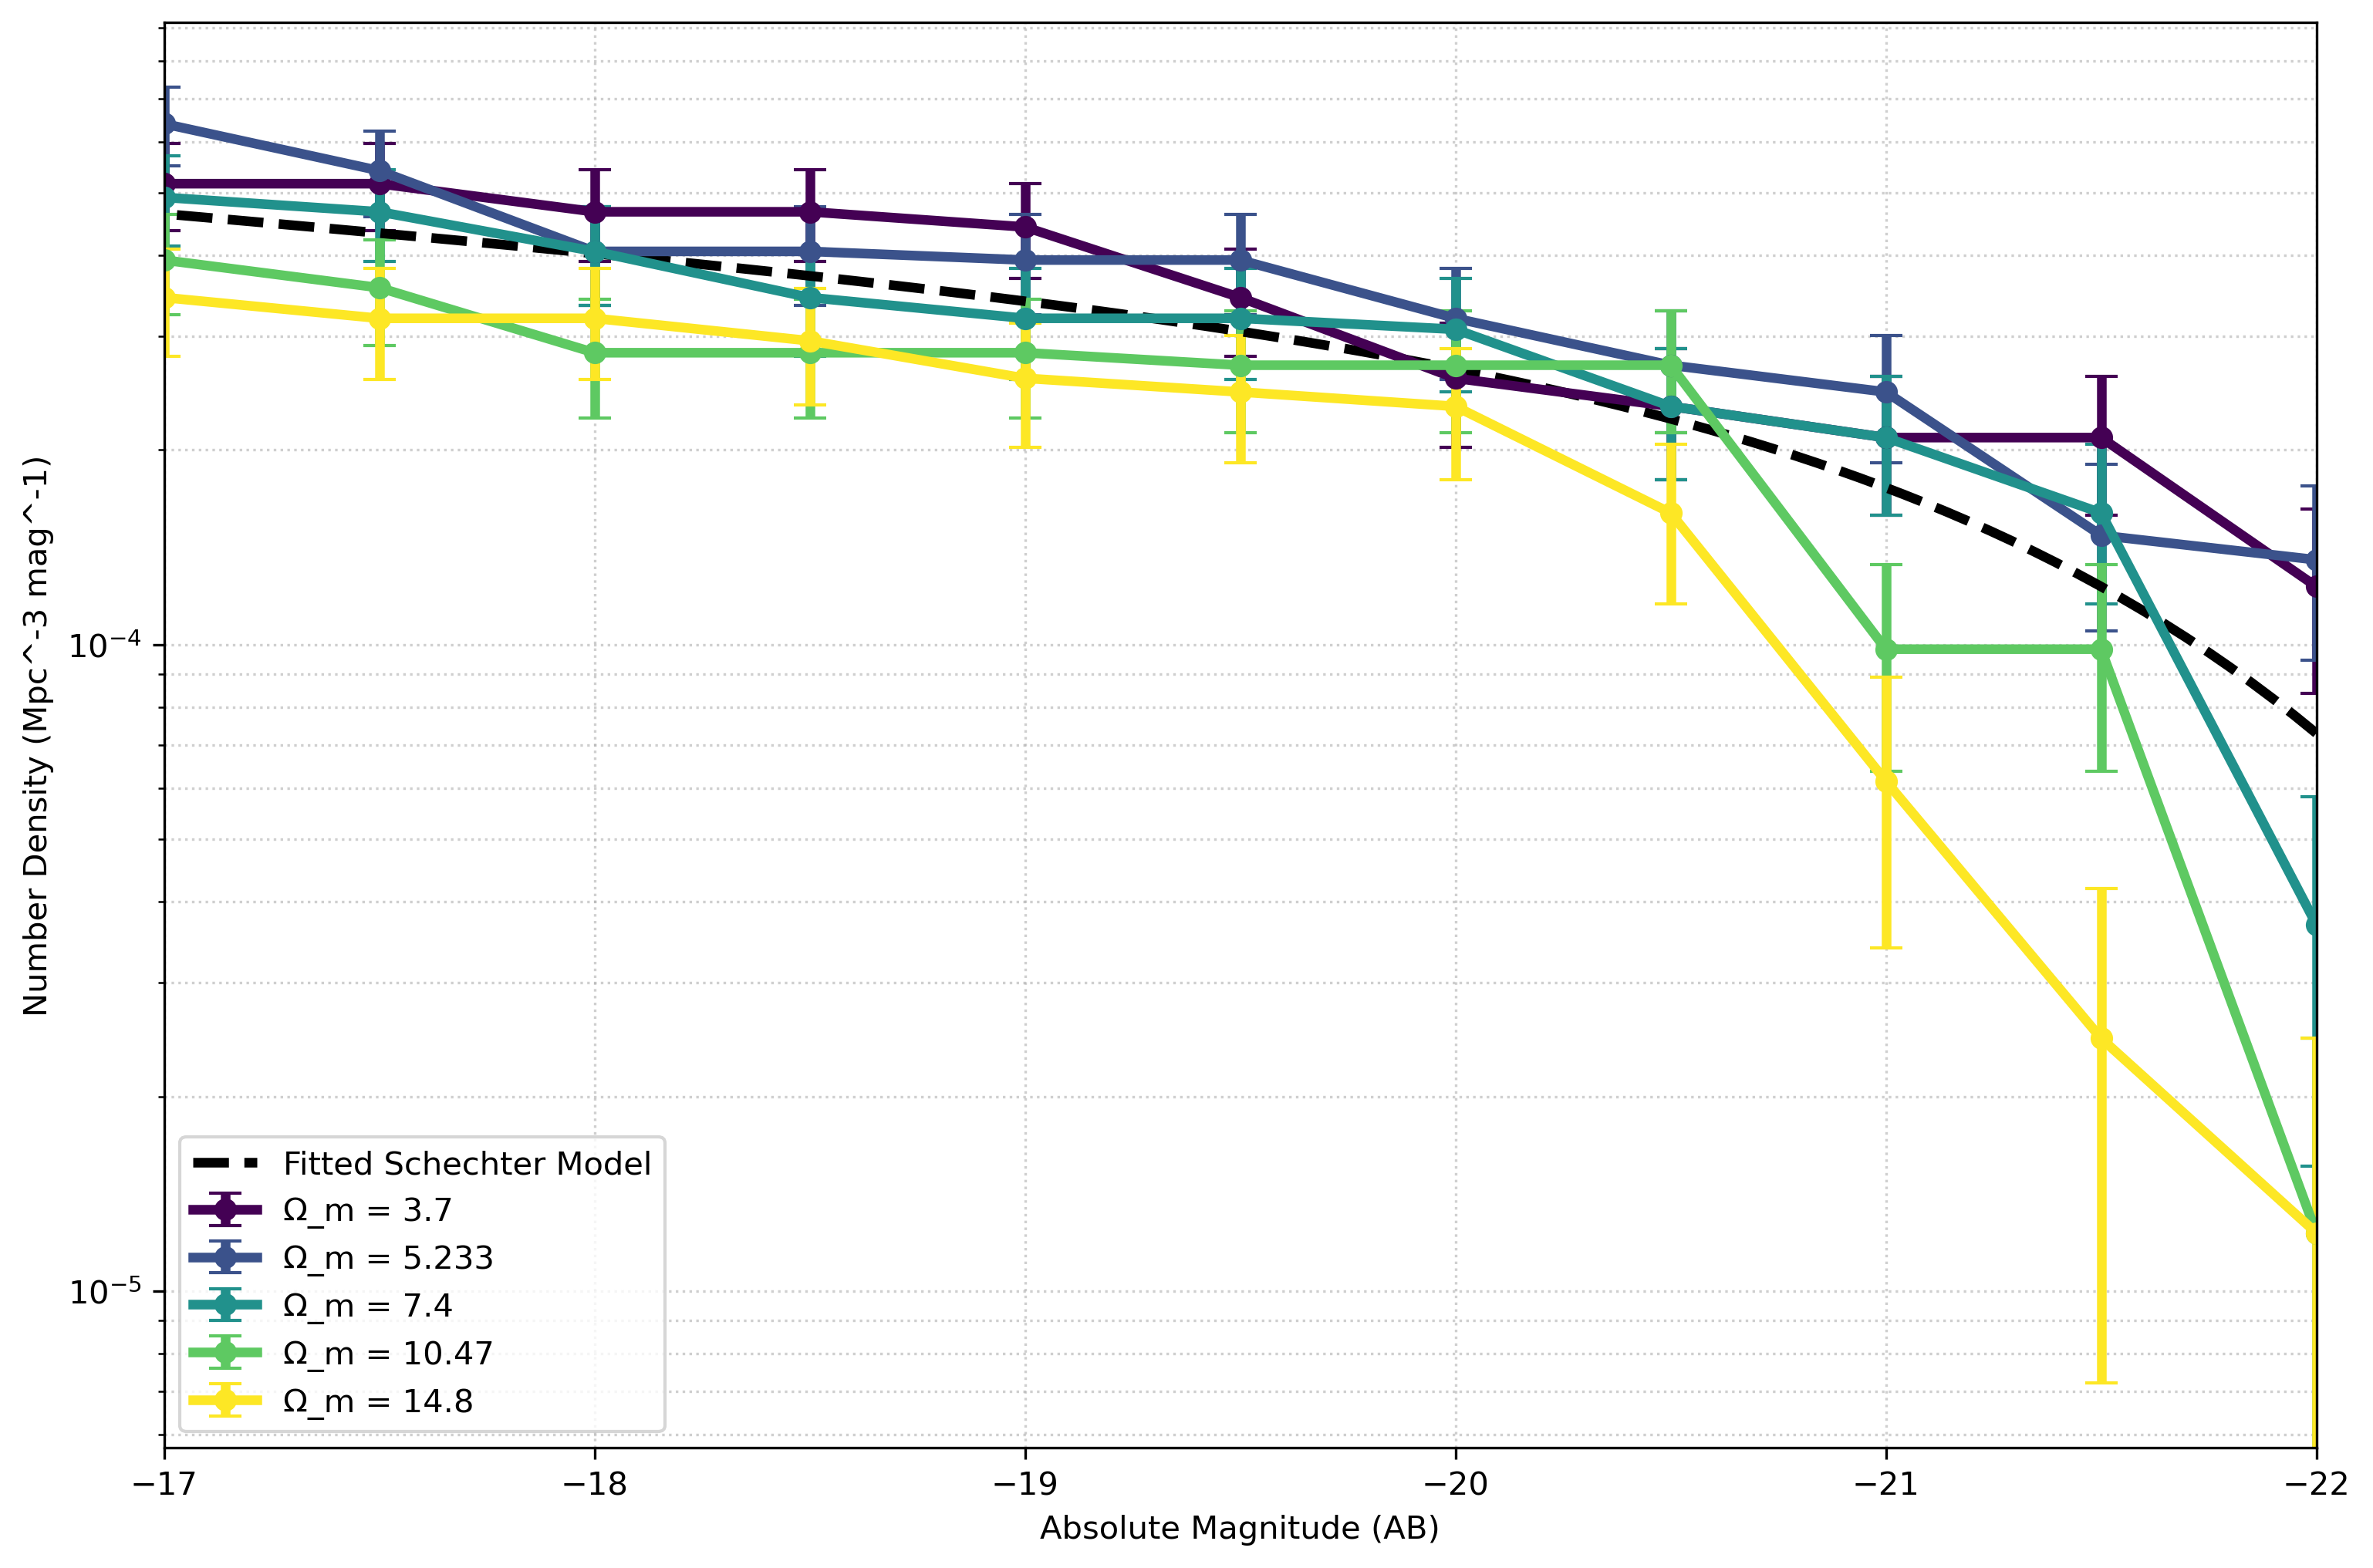 Number Density (Mpc^-3 mag^-1)
10⁻⁴
10⁻⁵
Fitted Schechter Model
Ω_m = 3.7
Ω_m = 5.233
Ω_m = 7.4
Ω_m = 10.47
Ω_m = 14.8
−17 −18 −19 −20 −21 −22
Absolute Magnitude (AB)